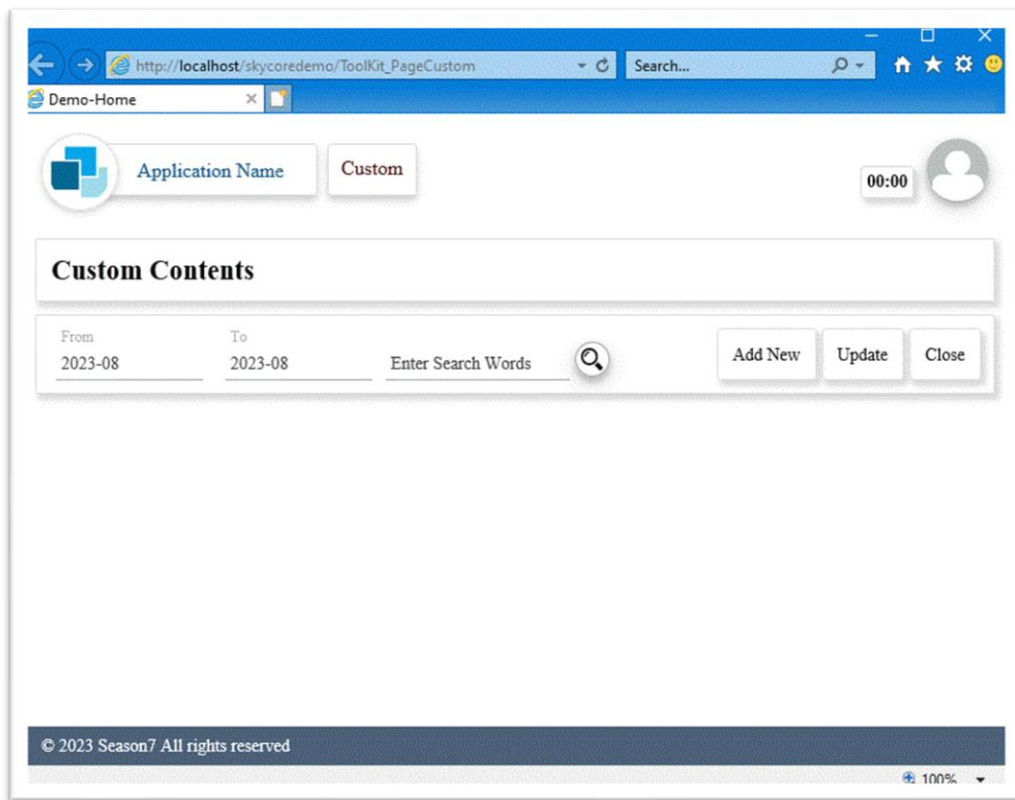 http://localhost/skycoredemo/ToolKit_PageCustom
Search...
Demo-Home
Application Name
Custom
00:00
Custom Contents
From
To
2023-08
2023-08
Enter Search Words
Add New
Update
Close
© 2023 Season7 All rights reserved
100%